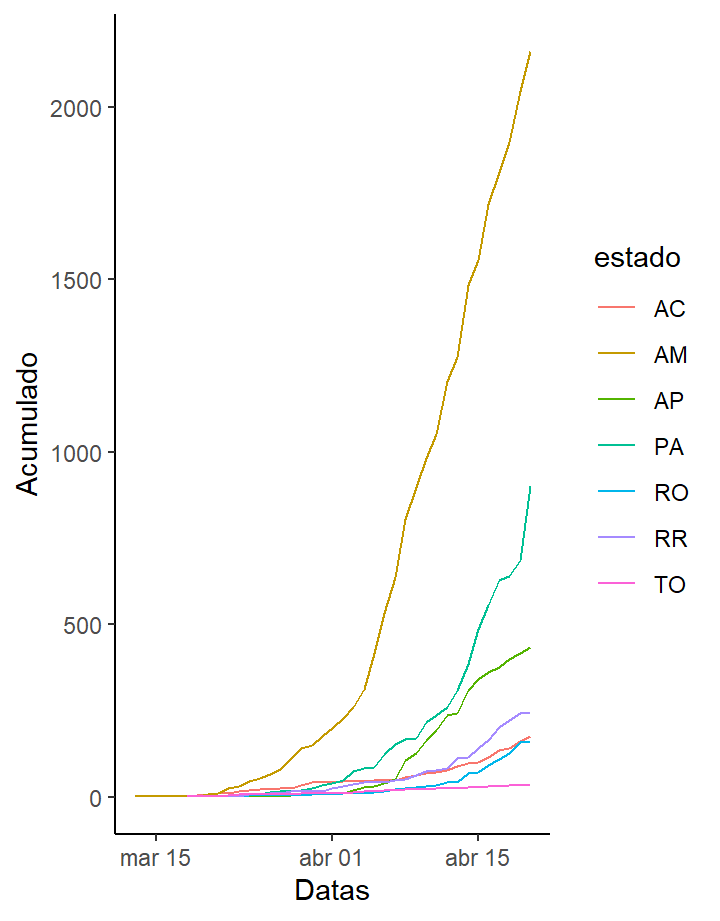 2000
1500
1000
500
0
Acumulado
mar 15
abr 01
abr 15
Datas
estado
AC
AM
AP
PA
RO
RR
TO